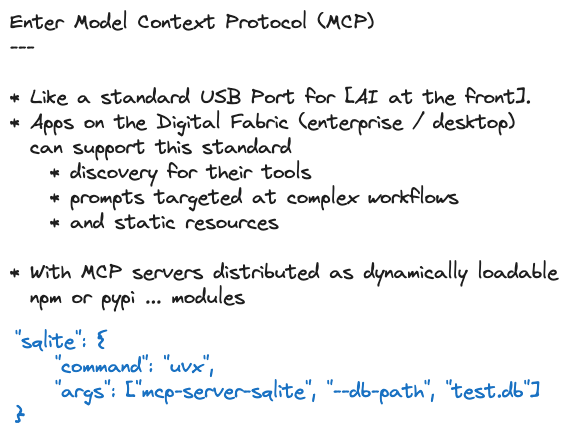 Enter Model Context Protocol (MCP)
---
* Like a standard USB Port for [AI at the front].
* Apps on the Digital Fabric (enterprise / desktop)
can support this standard
* discovery for their tools
* prompts targeted at complex workflows
* and static resources
* With MCP servers distributed as dynamically loadable
npm or pypi ... modules
"sqlite": {
"command": "uvx",
"args": ["mcp-server-sqlite", "--db-path", "test.db"]
}